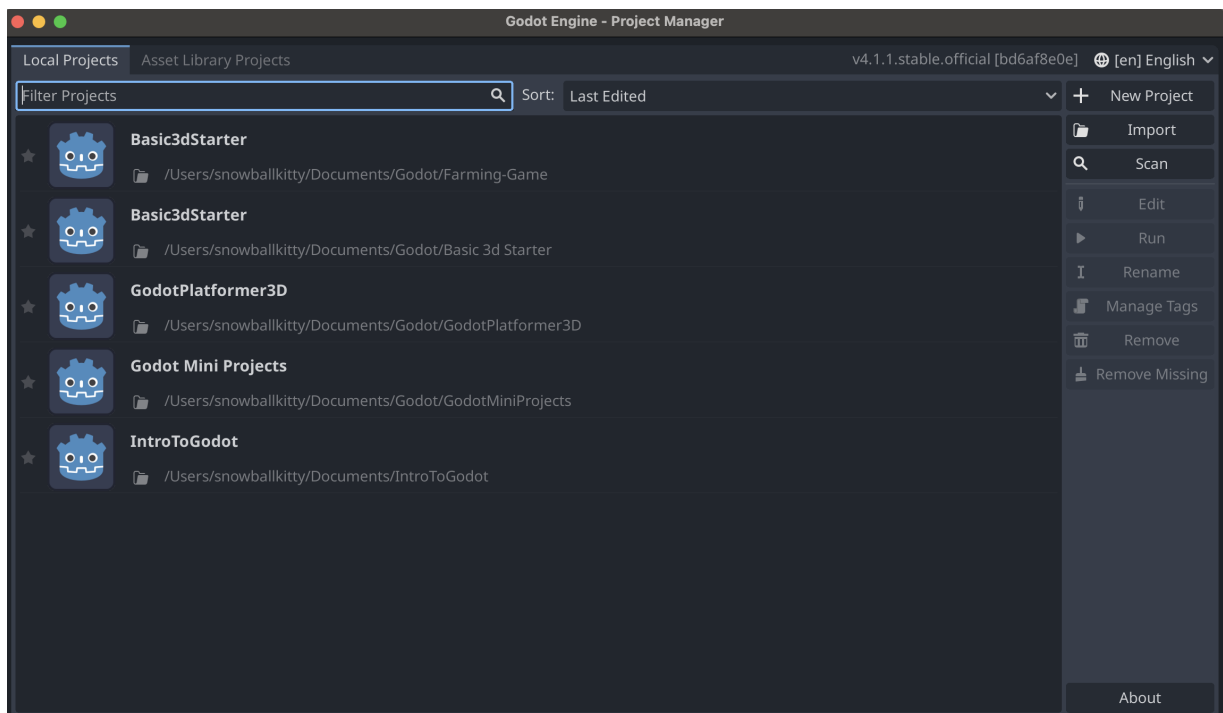 Godot Engine - Project Manager
Local Projects Asset Library Projects v4.1.1.stable.official [bd6af8e0e] [en] English
Filter Projects Sort: Last Edited New Project
Import
Scan
Edit
Run
Rename
Manage Tags
Remove
Remove Missing
Basic3dStarter
/Users/snowballkitty/Documents/Godot/Farming-Game
Basic3dStarter
/Users/snowballkitty/Documents/Godot/Basic 3d Starter
GodotPlatformer3D
/Users/snowballkitty/Documents/Godot/GodotPlatformer3D
Godot Mini Projects
/Users/snowballkitty/Documents/Godot/GodotMiniProjects
IntroToGodot
/Users/snowballkitty/Documents/IntroToGodot
About